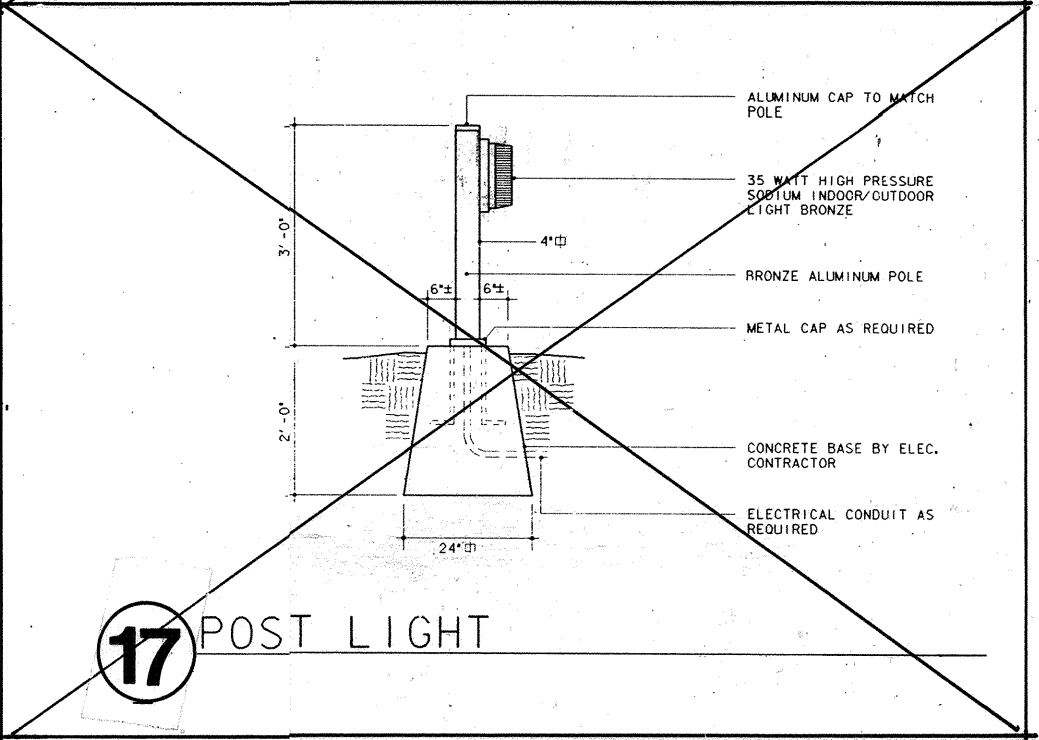 ALUMINUM CAP TO MATCH
POLE
35 WATT HIGH PRESSURE
SODIUM INDOOR/OUTDOOR
LIGHT BRONZE
3'-0"
4"⌷
BRONZE ALUMINUM POLE
6"± 6"±
METAL CAP AS REQUIRED
2'-0"
CONCRETE BASE BY ELEC.
CONTRACTOR
ELECTRICAL CONDUIT AS
REQUIRED
24"⌷
17 POST LIGHT